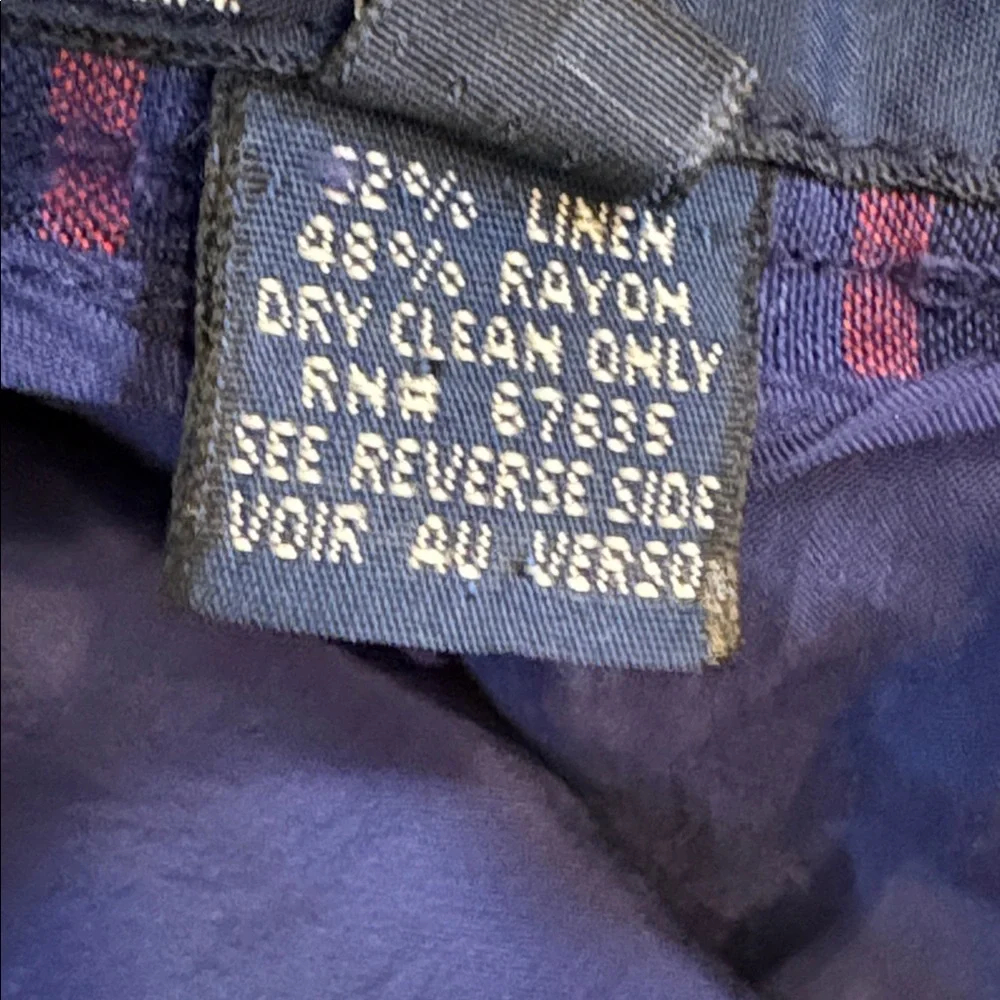 52% LINEN
48% RAYON
DRY CLEAN ONLY
RN# 67635
SEE REVERSE SIDE
VOIR AU VERSO